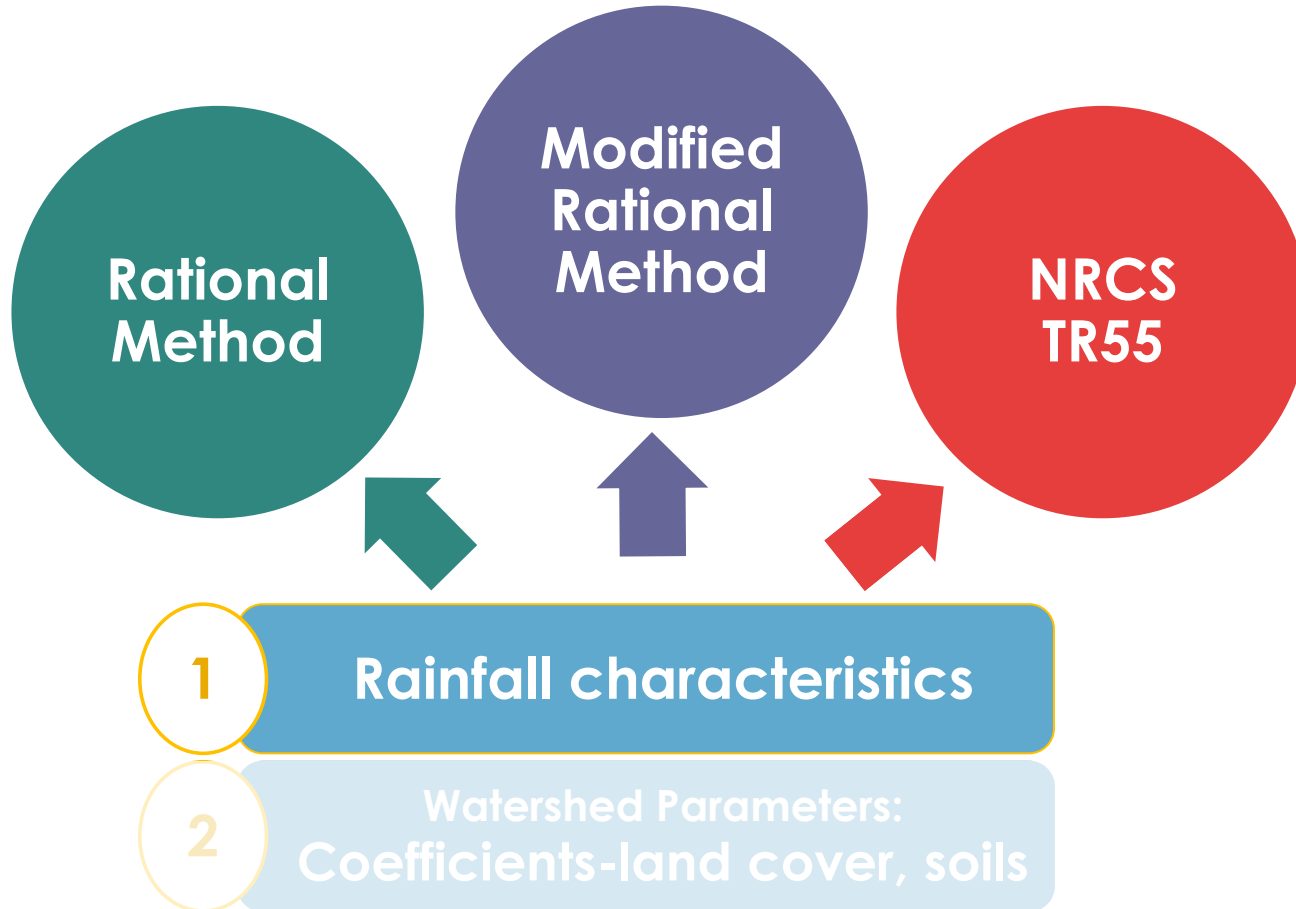 Rational
Method
Modified
Rational
Method
NRCS
TR55
1
Rainfall characteristics
2
Watershed Parameters:
Coefficients-land cover, soils